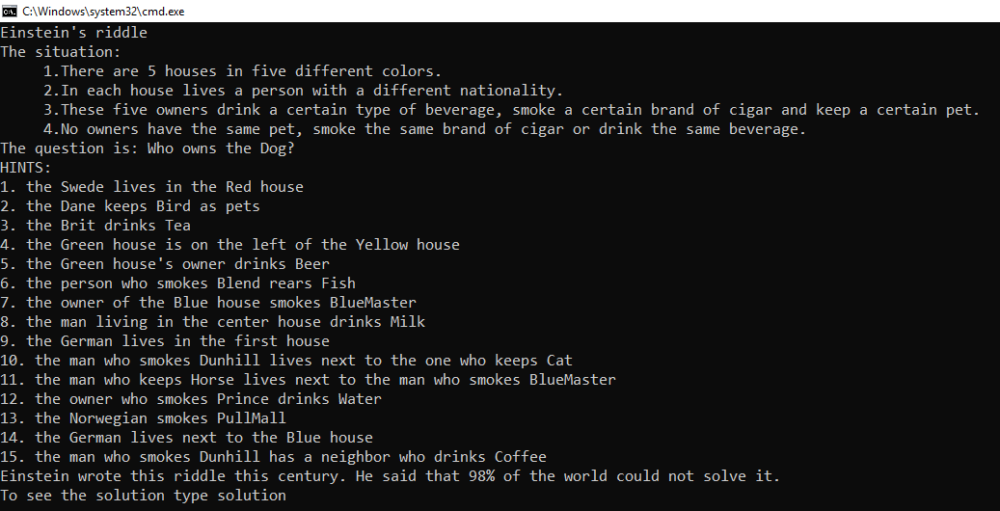 C:\Windows\system32\cmd.exe
Einstein's riddle
The situation:
1.There are 5 houses in five different colors.
2.In each house lives a person with a different nationality.
3.These five owners drink a certain type of beverage, smoke a certain brand of cigar and keep a certain pet.
4.No owners have the same pet, smoke the same brand of cigar or drink the same beverage.
The question is: Who owns the Dog?
HINTS:
1. the Swede lives in the Red house
2. the Dane keeps Bird as pets
3. the Brit drinks Tea
4. the Green house is on the left of the Yellow house
5. the Green house's owner drinks Beer
6. the person who smokes Blend rears Fish
7. the owner of the Blue house smokes BlueMaster
8. the man living in the center house drinks Milk
9. the German lives in the first house
10. the man who smokes Dunhill lives next to the one who keeps Cat
11. the man who keeps Horse lives next to the man who smokes BlueMaster
12. the owner who smokes Prince drinks Water
13. the Norwegian smokes PullMall
14. the German lives next to the Blue house
15. the man who smokes Dunhill has a neighbor who drinks Coffee
Einstein wrote this riddle this century. He said that 98% of the world could not solve it.
To see the solution type solution